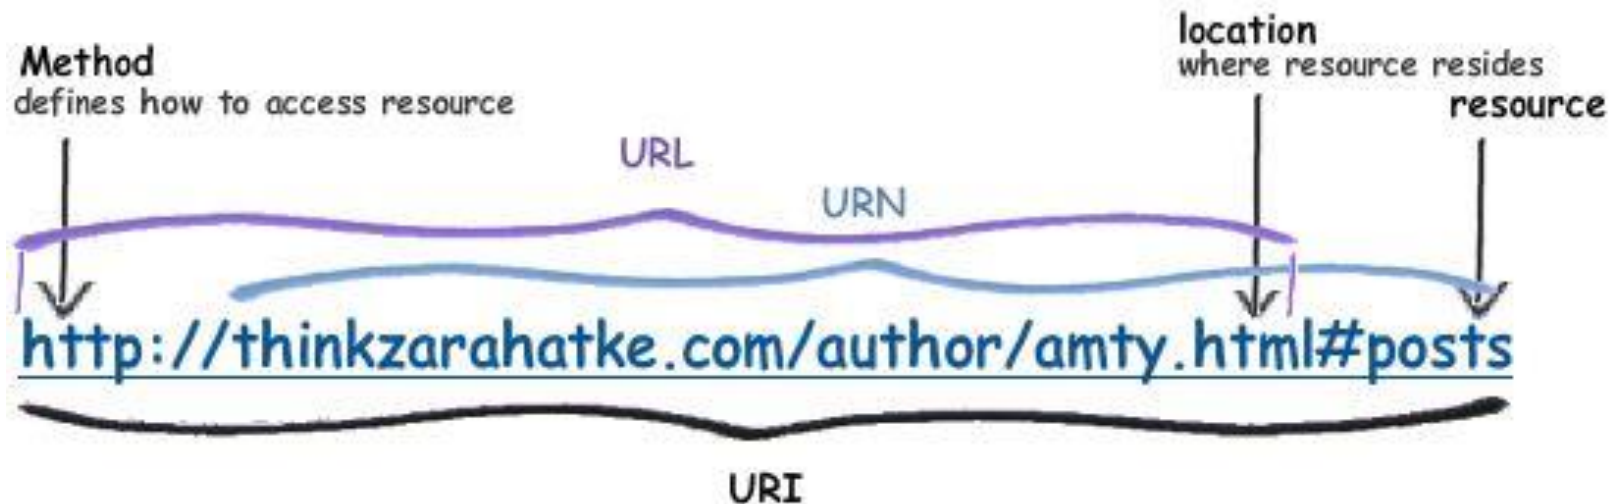 Method
defines how to access resource
location
where resource resides
resource
URL
URN
http://thinkzarahatke.com/author/amty.html#posts
URI